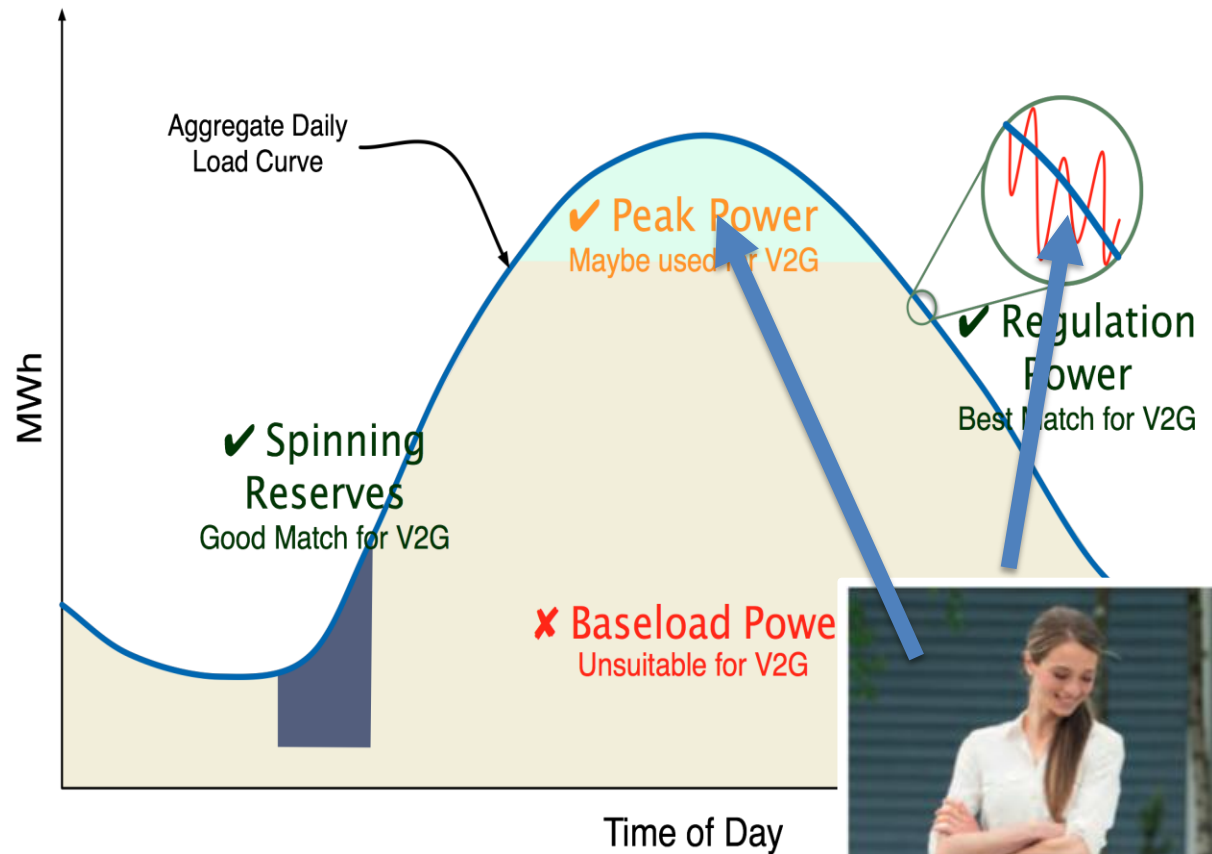 Aggregate Daily
Load Curve
✔ Peak Power
Maybe used for V2G
✔ Regulation
Power
Best Match for V2G
MWh
✔ Spinning
Reserves
Good Match for V2G
✘ Baseload Powe
Unsuitable for V2G
Time of Day